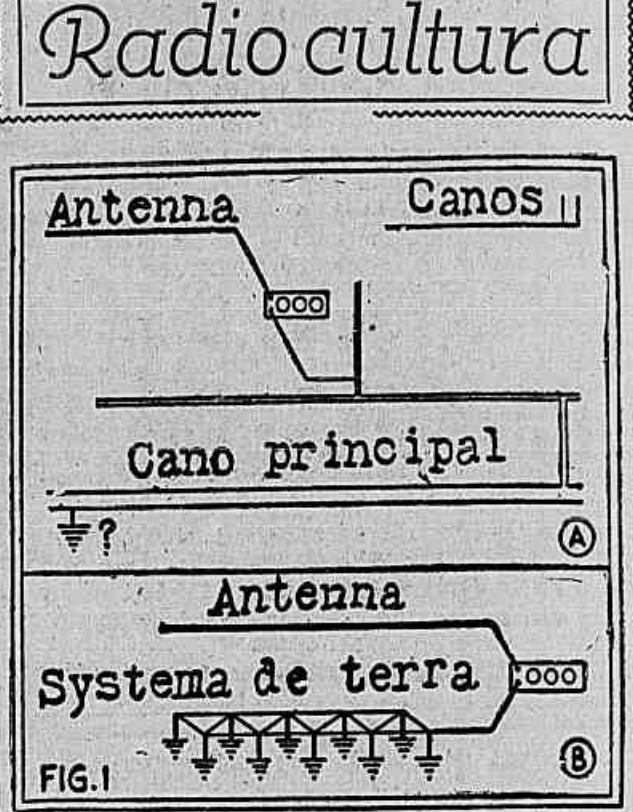 Radio cultura
Antenna
Canos
Cano principal
?
A
Antenna
Systema de terra
FIG.1
B